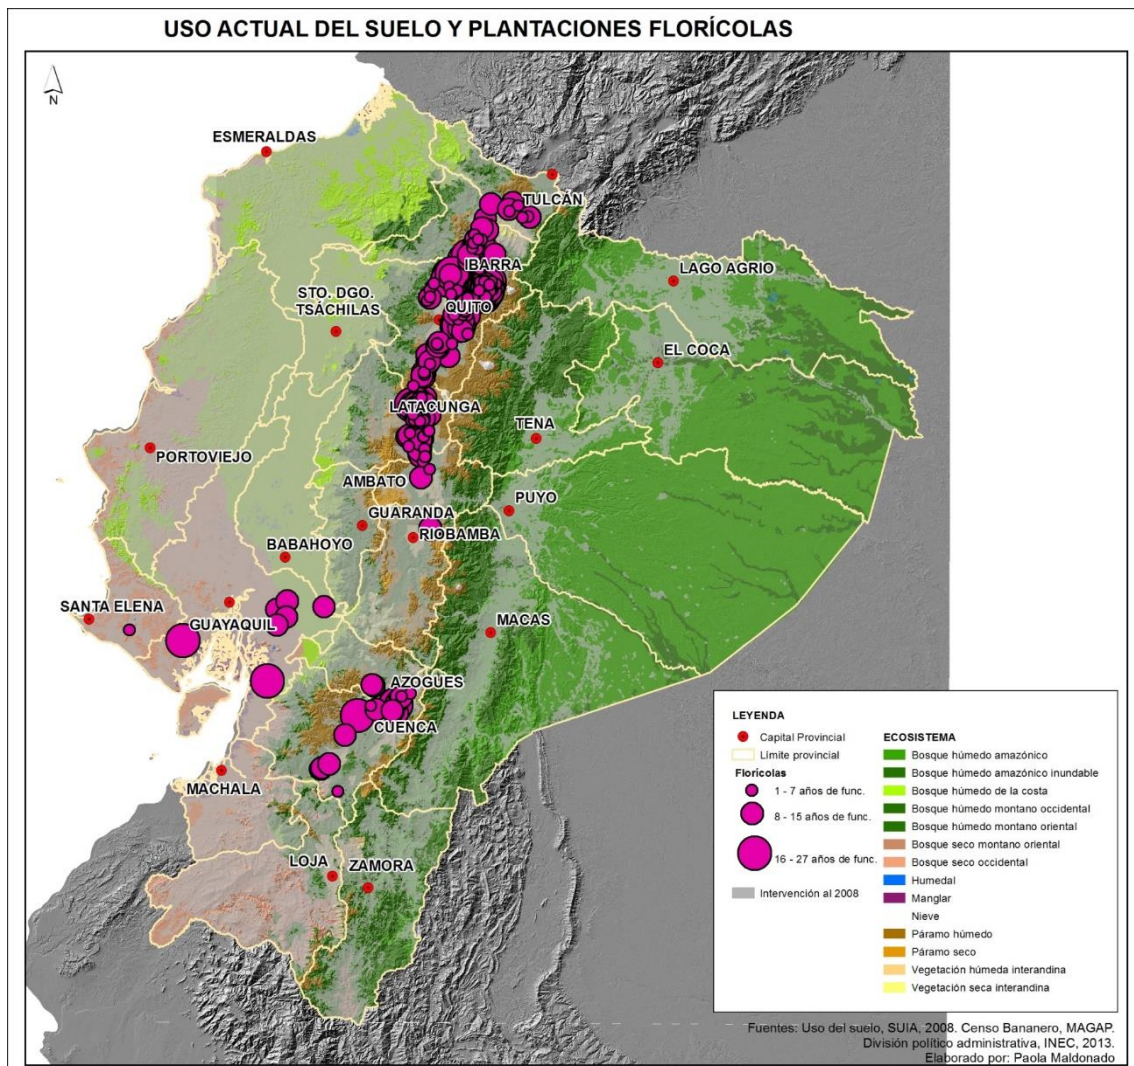 USO ACTUAL DEL SUELO Y PLANTACIONES FLORÍCOLAS
N
ESMERALDAS
TULCÁN
IBARRA
LAGO AGRIO
STO. DGO.
TSÁCHILAS
QUITO
EL COCA
LATACUNGA
TENA
PORTOVIEJO
AMBATO
PUYO
GUARANDA
RIOBAMBA
BABAHOYO
SANTA ELENA
GUAYAQUIL
MACAS
AZOGUES
CUENCA
MACHALA
LOJA
ZAMORA
LEYENDA
Capital Provincial
Límite provincial
Florícolas
1 - 7 años de func.
8 - 15 años de func.
16 - 27 años de func.
Intervención al 2008
ECOSISTEMA
Bosque húmedo amazónico
Bosque húmedo amazónico inundable
Bosque húmedo de la costa
Bosque húmedo montano occidental
Bosque húmedo montano oriental
Bosque seco montano oriental
Bosque seco occidental
Humedal
Manglar
Nieve
Páramo húmedo
Páramo seco
Vegetación húmeda interandina
Vegetación seca interandina
Fuentes: Uso del suelo, SUIA, 2008. Censo Bananero, MAGAP.
División político administrativa, INEC, 2013.
Elaborado por: Paola Maldonado